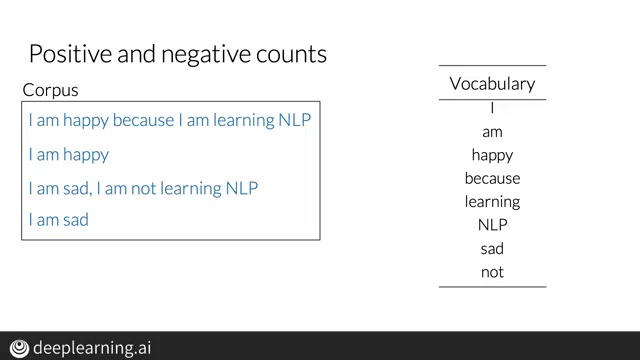 Positive and negative counts
Corpus
I am happy because I am learning NLP
I am happy
I am sad, I am not learning NLP
I am sad
Vocabulary
I
am
happy
because
learning
NLP
sad
not
deeplearning.ai